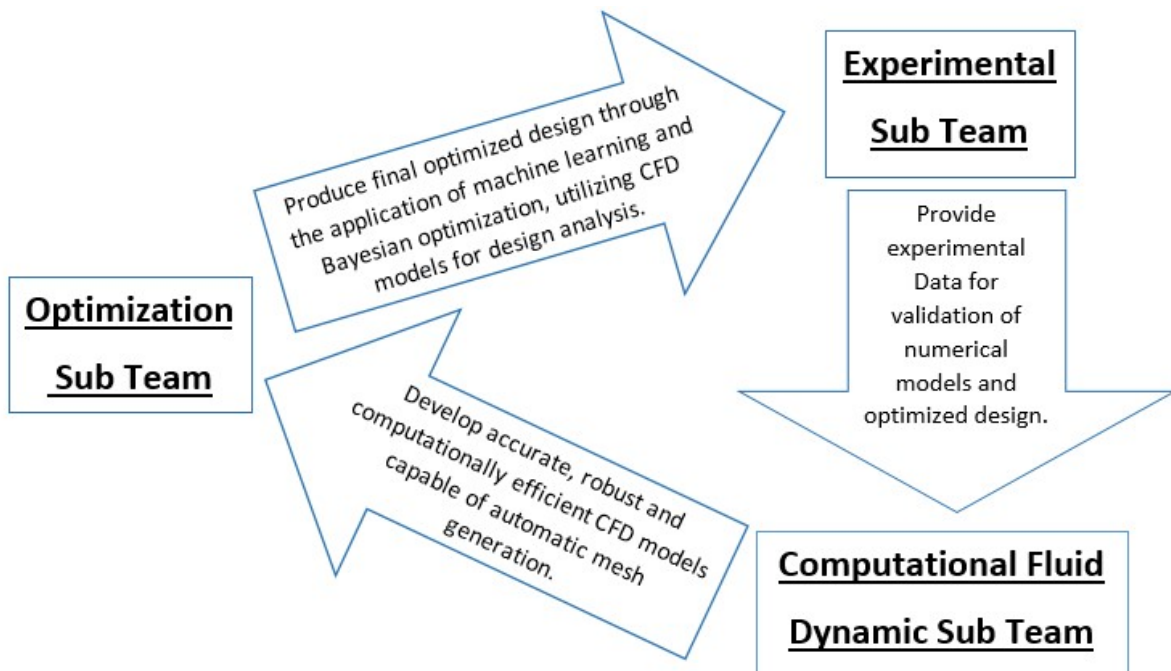 Experimental
Sub Team
Produce final optimized design through
the application of machine learning and
Bayesian optimization, utilizing CFD
models for design analysis.
Provide
experimental
Data for
validation of
numerical
models and
optimized design.
Optimization
Sub Team
Develop accurate, robust and
computationally efficient CFD models
capable of automatic mesh
generation.
Computational Fluid
Dynamic Sub Team